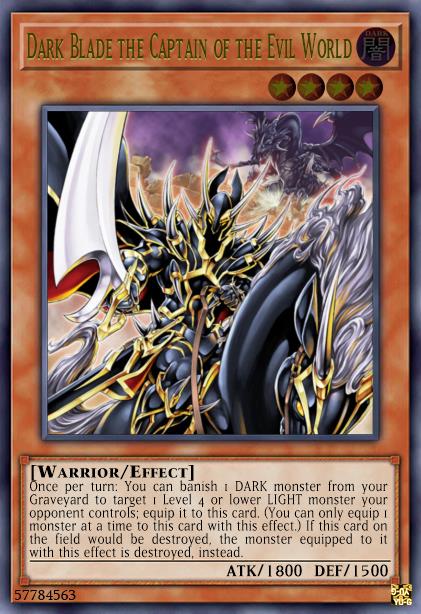 Dark Blade the Captain of the Evil World
DARK
闇
[Warrior/Effect]
Once per turn: You can banish 1 DARK monster from your
Graveyard to target 1 Level 4 or lower LIGHT monster your
opponent controls; equip it to this card. (You can only equip 1
monster at a time to this card with this effect.) If this card on
the field would be destroyed, the monster equipped to it
with this effect is destroyed, instead.
ATK/1800 DEF/1500
57784563